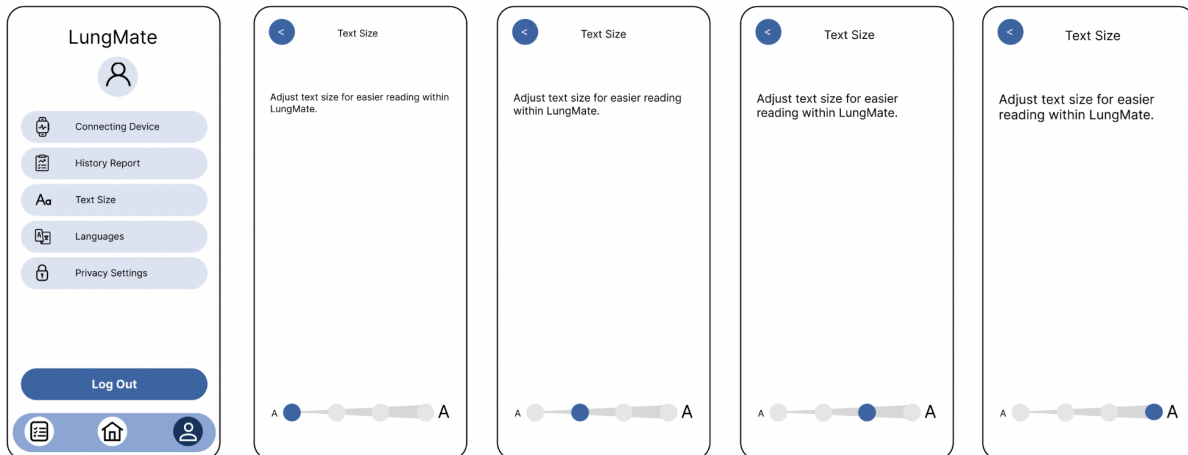 LungMate
Connecting Device
History Report
Aa
Text Size
Languages
Privacy Settings
Log Out
<
Text Size
Adjust text size for easier reading within
LungMate.
A
A
<
Text Size
Adjust text size for easier reading
within LungMate.
A
A
<
Text Size
Adjust text size for easier
reading within LungMate.
A
A
<
Text Size
Adjust text size for easier
reading within LungMate.
A
A